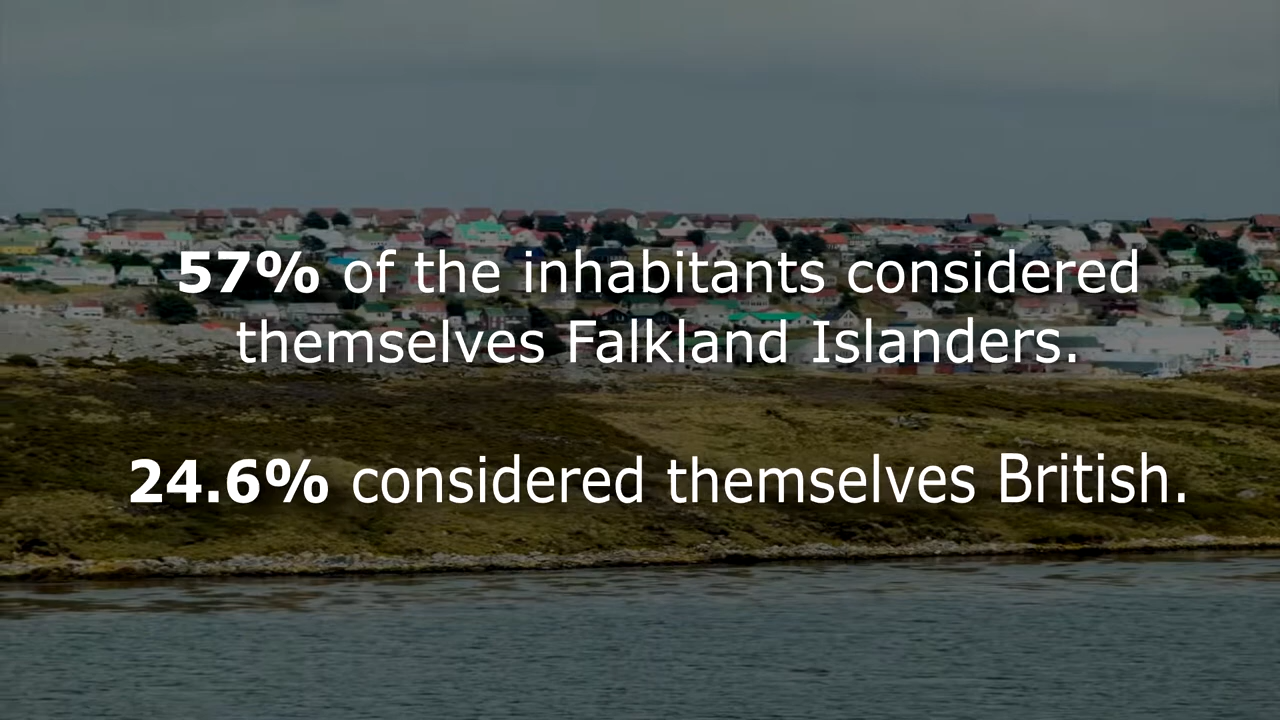 57% of the inhabitants considered
themselves Falkland Islanders.
24.6% considered themselves British.